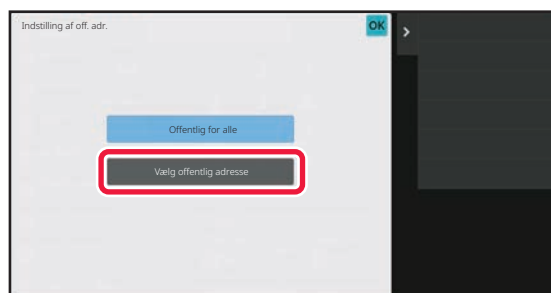 Indstilling af off. adr.
OK
Offentlig for alle
Vælg offentlig adresse